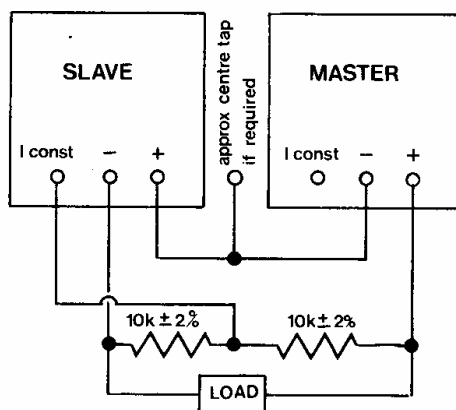 SLAVE
approx centre tap
if required
MASTER
I const
−
+
I const
−
+
10k ± 2%
10k ± 2%
LOAD